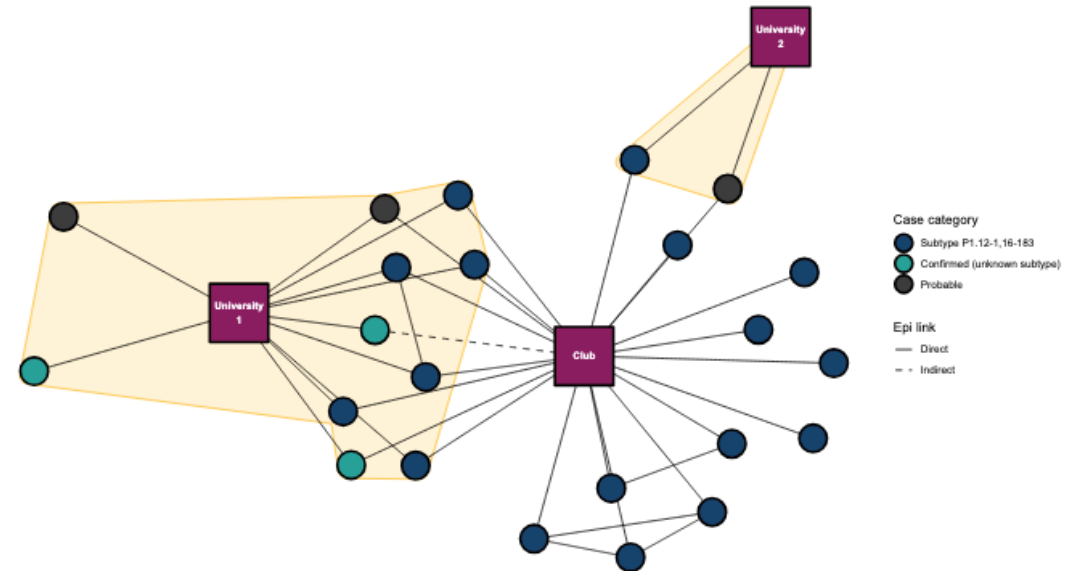 University
2
University
1
Club
Case category
Subtype P1.12-1,16-183
Confirmed (unknown subtype)
Probable
Epi link
Direct
Indirect